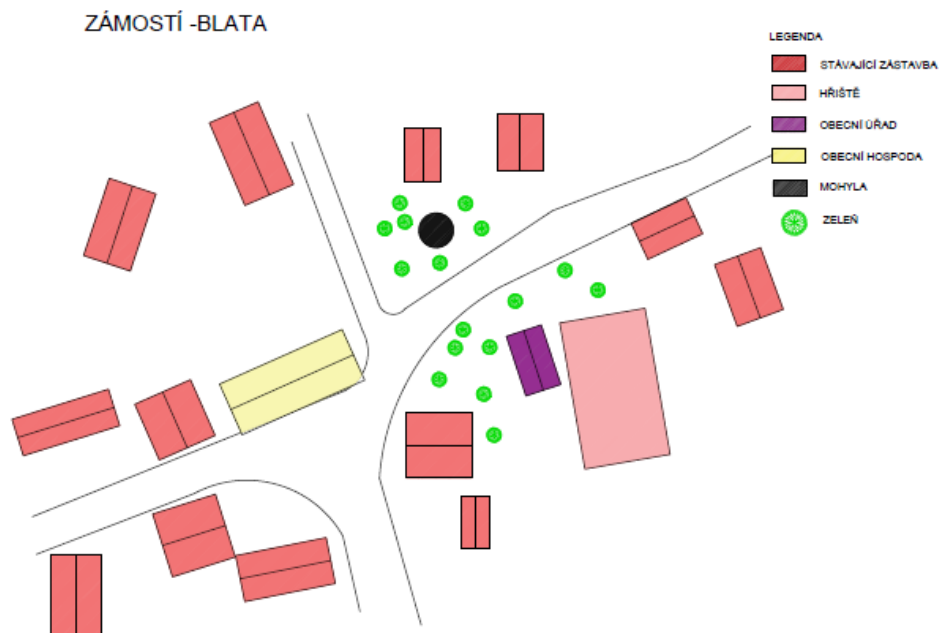 ZÁMOSTÍ -BLATA
LEGENDA
STÁVAJÍCÍ ZÁSTAVBA
HŘIŠTĚ
OBECNÍ ÚŘAD
OBECNÍ HOSPODA
MOHYLA
ZELEŇ